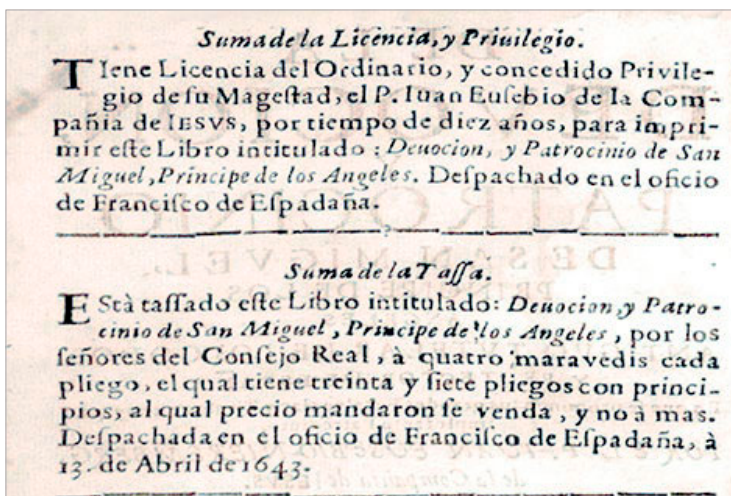 Suma de la Licencia, y Priuilegio.
TIene Licencia del Ordinario, y concedido Privile-
gio de ſu Mageſtad, el P. Iuan Euſebio de la Com-
pañia de IESVS, por tiempo de diez años, para impri-
mir eſte Libro intitulado: Deuocion, y Patrocinio de San
Miguel, Principe de los Angeles. Deſpachado en el oficio
de Franciſco de Eſpadaña.
Suma de la Taſſa.
EStà taſſado eſte Libro intitulado: Deuocion, y Patro-
cinio de San Miguel, Principe de los Angeles, por los
ſeñores del Conſejo Real, à quatro maravedis cada
pliego, el qual tiene treinta y ſiete pliegos con princi-
pios, al qual precio mandaron ſe venda, y no à mas.
Deſpachada en el oficio de Franciſco de Eſpadaña, à
13. de Abril de 1643.